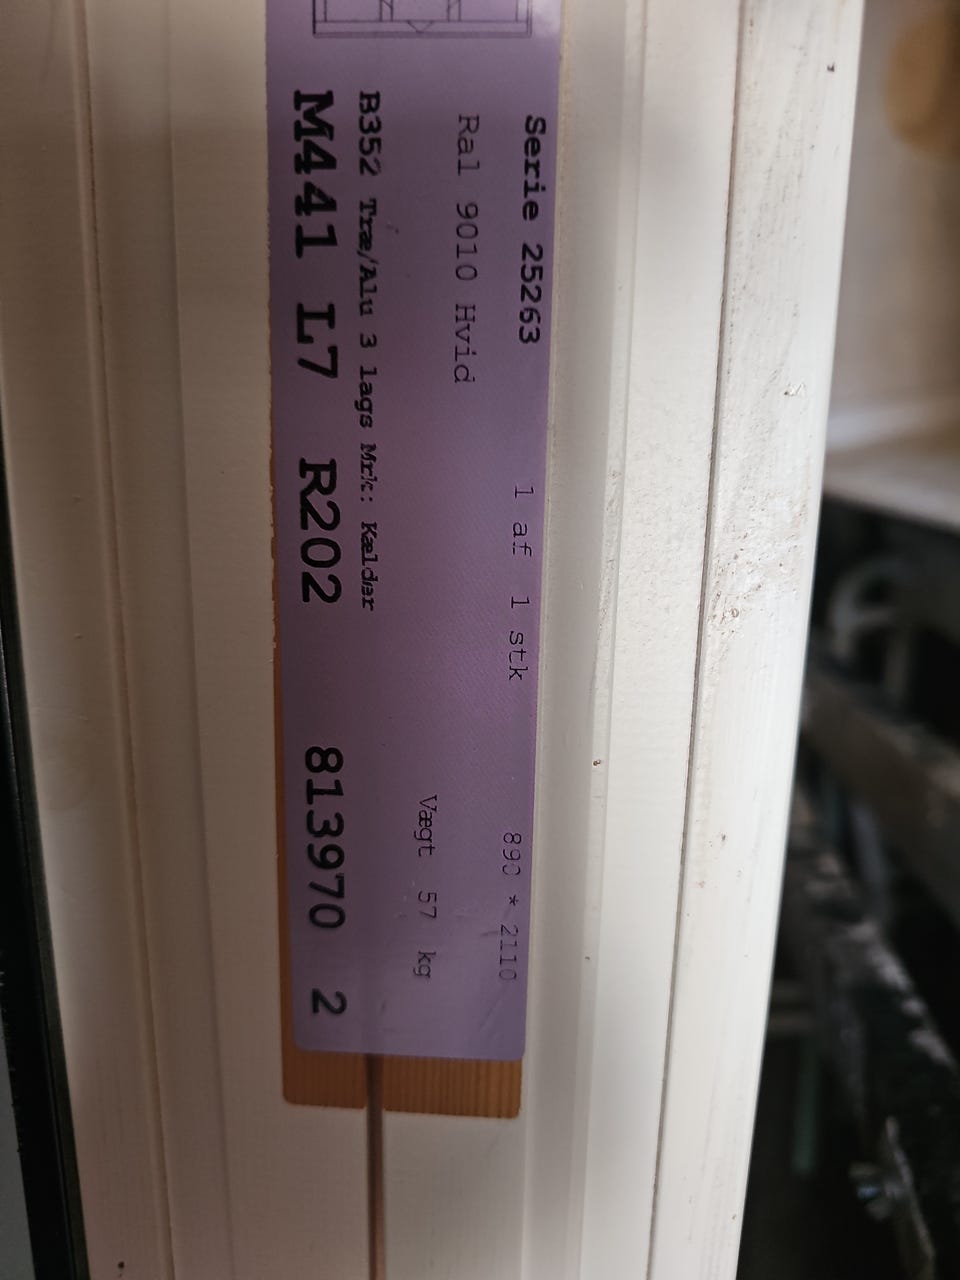 Serie 25263 1 af 1 stk 890 * 2110
Ral 9010 Hvid
Vægt 57 kg
B352 Træ/Alu 3 lags Mrk: Kælder
M441 L7 R202 813970 2